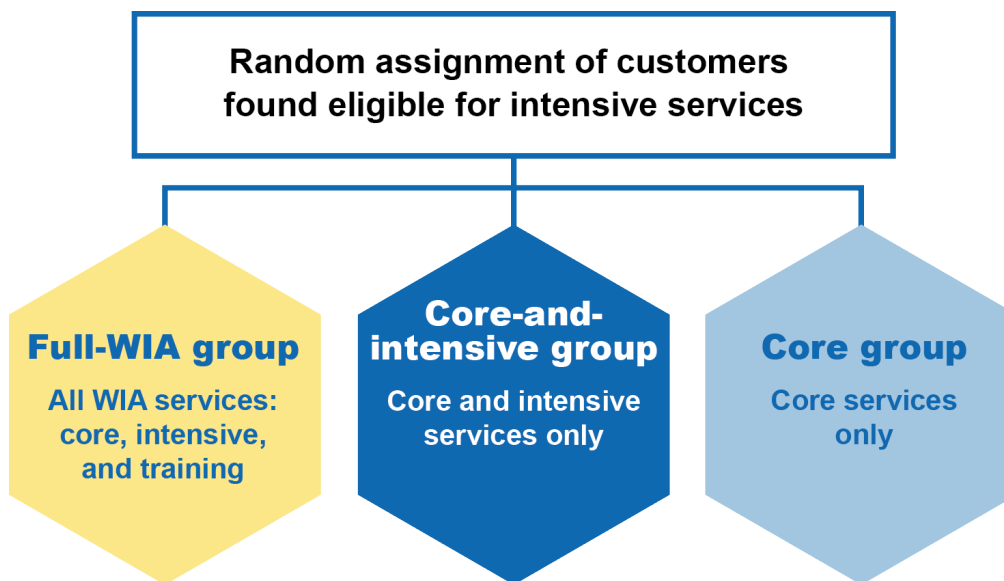 Random assignment of customers
found eligible for intensive services
Full-WIA group
All WIA services:
core, intensive,
and training
Core-and-
intensive group
Core and intensive
services only
Core group
Core services
only